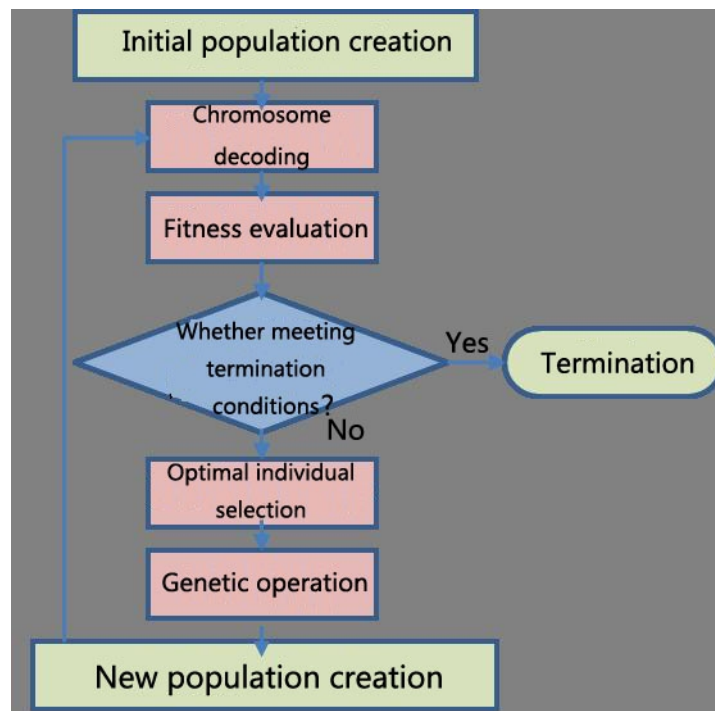 Initial population creation
Chromosome
decoding
Fitness evaluation
Whether meeting
termination
conditions?
Yes
Termination
No
Optimal individual
selection
Genetic operation
New population creation